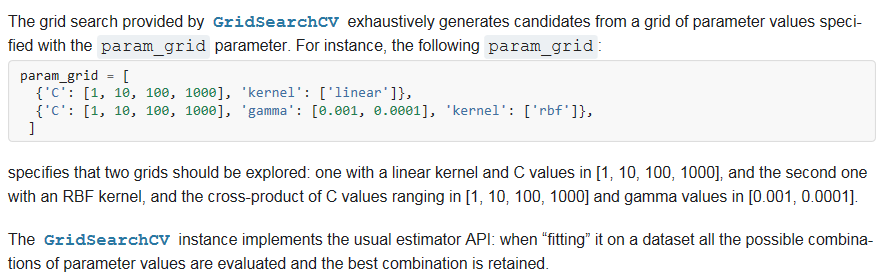 The grid search provided by GridSearchCV exhaustively generates candidates from a grid of parameter values speci-
fied with the param_grid parameter. For instance, the following param_grid:
param_grid = [
  {'C': [1, 10, 100, 1000], 'kernel': ['linear']},
  {'C': [1, 10, 100, 1000], 'gamma': [0.001, 0.0001], 'kernel': ['rbf']},
 ]
specifies that two grids should be explored: one with a linear kernel and C values in [1, 10, 100, 1000], and the second one
with an RBF kernel, and the cross-product of C values ranging in [1, 10, 100, 1000] and gamma values in [0.001, 0.0001].
The GridSearchCV instance implements the usual estimator API: when “fitting” it on a dataset all the possible combina-
tions of parameter values are evaluated and the best combination is retained.